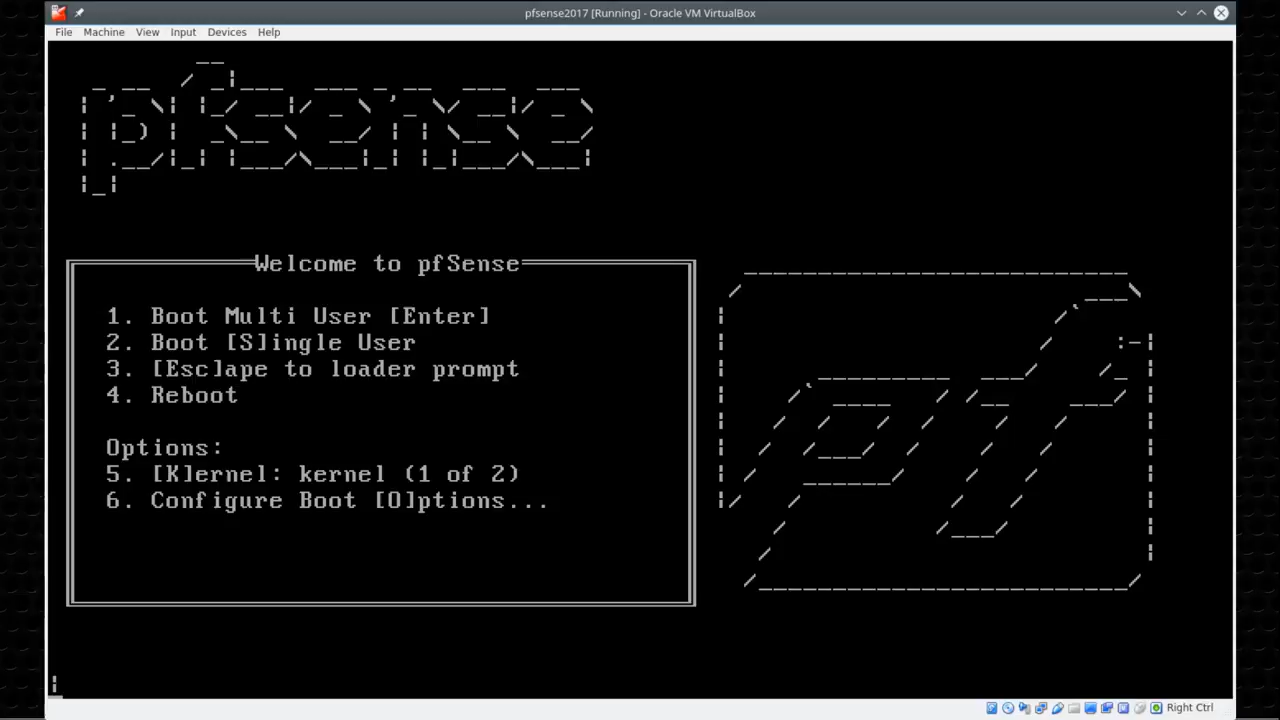 pfsense2017 [Running] - Oracle VM VirtualBox
File Machine View Input Devices Help
pfsense
Welcome to pfSense
1. Boot Multi User [Enter]
2. Boot [S]ingle User
3. [Esc]ape to loader prompt
4. Reboot
Options:
5. [K]ernel: kernel (1 of 2)
6. Configure Boot [O]ptions...
pf
Right Ctrl